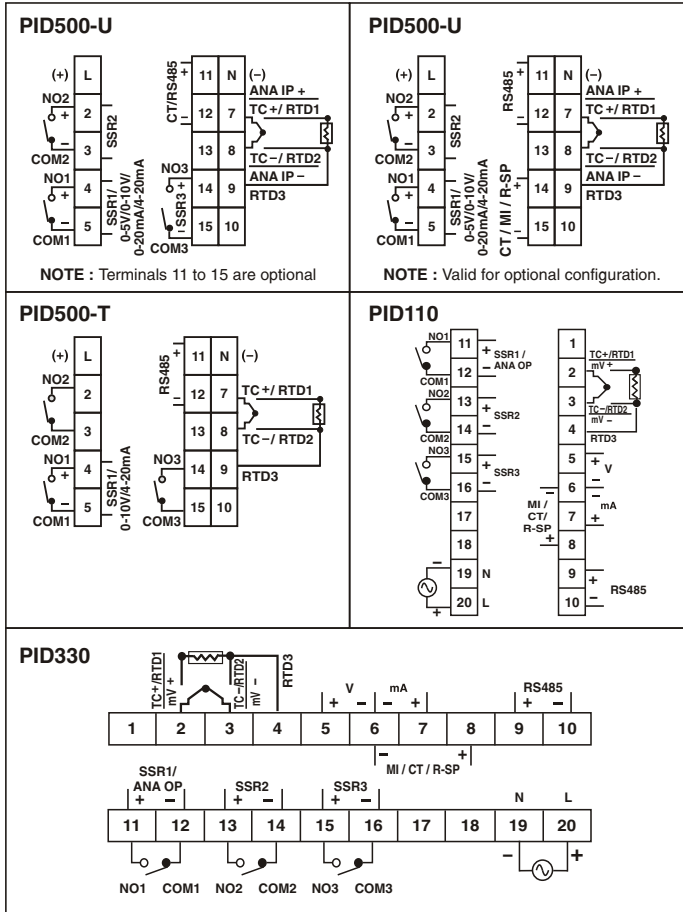 PID500-U
(+) L
NO2
+ 2
− 3
COM2
SSR2
NO1
+ 4
− 5
COM1
SSR1/
0-5V/0-10V/
0-20mA/4-20mA
CT/RS485
+ −
11 N (−)
12 7
13 8
14 9
15 10
NO3
SSR3
+ −
COM3
ANA IP +
TC+/ RTD1
TC−/ RTD2
ANA IP −
RTD3
NOTE : Terminals 11 to 15 are optional
PID500-U
(+) L
NO2
+ 2
− 3
COM2
SSR2
NO1
+ 4
− 5
COM1
SSR1/
0-5V/0-10V/
0-20mA/4-20mA
RS485
+ −
11 N (−)
12 7
13 8
14 9
15 10
CT / MI / R-SP
+ −
ANA IP +
TC+/ RTD1
TC−/ RTD2
ANA IP −
RTD3
NOTE : Valid for optional configuration.
PID500-T
(+) L
NO2
2
3
COM2
NO1
+ 4
− 5
COM1
SSR1/
0-10V/4-20mA
RS485
+ −
11 N (−)
12 7
13 8
14 9
15 10
NO3
COM3
TC+/ RTD1
TC−/ RTD2
RTD3
PID110
NO1 11 + SSR1 /
COM1 12 − ANA OP
NO2 13 +
SSR2
COM2 14 −
NO3 15 +
SSR3
COM3 16 −
17
18
− 19 N
+ 20 L
1
2 TC+/RTD1
mV +
3 TC−/RTD2
mV −
4 RTD3
5 +
V
6 −
−
mA
7 +
8
− MI /
CT/
R-SP
+
9 +
RS485
10 −
PID330
TC+/RTD1
mV +
TC−/RTD2
mV −
RTD3
V
+ −
mA
− +
RS485
+ −
1 2 3 4 5 6 7 8 9 10
− +
MI / CT / R-SP
SSR1/
ANA OP
+ −
SSR2
+ −
SSR3
+ −
N L
11 12 13 14 15 16 17 18 19 20
− +
NO1 COM1 NO2 COM2 NO3 COM3